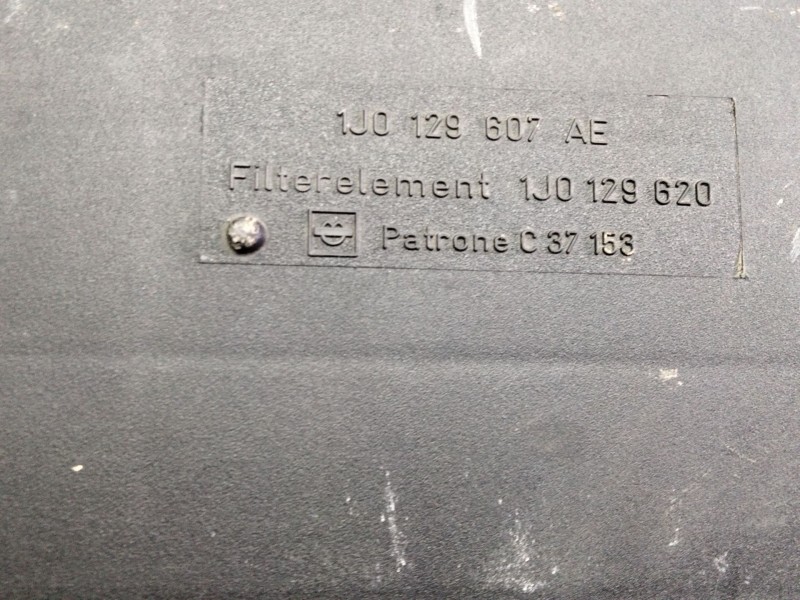 1J0 129 607 AE
Filterelement 1J0 129 620
Patrone C 37 153